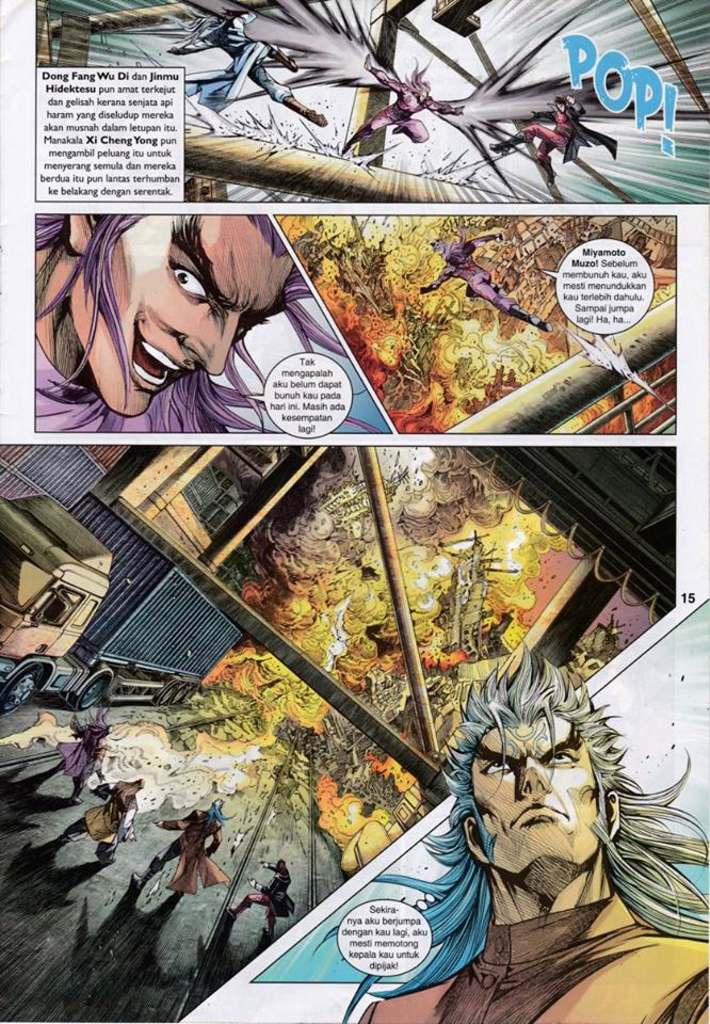 Dong Fang Wu Di dan Jinmu
Hidektesu pun amat terkejut
dan gelisah kerana senjata api
haram yang diseludup mereka
akan musnah dalam letupan itu.
Manakala Xi Cheng Yong pun
mengambil peluang itu untuk
menyerang semula dan mereka
berdua itu pun lantas terhumban
ke belakang dengan serentak.
POP!
Tak
mengapalah
aku belum dapat
bunuh kau pada
hari ini. Masih ada
kesempatan
lagi!
Miyamoto
Muzo! Sebelum
membunuh kau, aku
mesti menundukan
kau terlebih dahulu.
Sampai jumpa
lagi! Ha, ha...
15
Sekira-
nya aku berjumpa
dengan kau lagi, aku
mesti memotong
kepala kau untuk
dipijak!